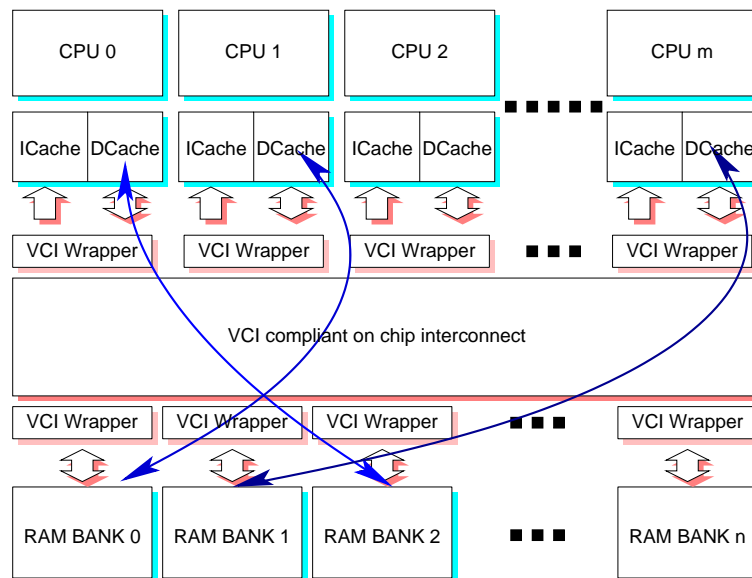 CPU 0 CPU 1 CPU 2 CPU m
ICache DCache ICache DCache ICache DCache ICache DCache
VCI Wrapper VCI Wrapper VCI Wrapper VCI Wrapper
VCI compliant on chip interconnect
VCI Wrapper VCI Wrapper VCI Wrapper VCI Wrapper
RAM BANK 0 RAM BANK 1 RAM BANK 2 RAM BANK n